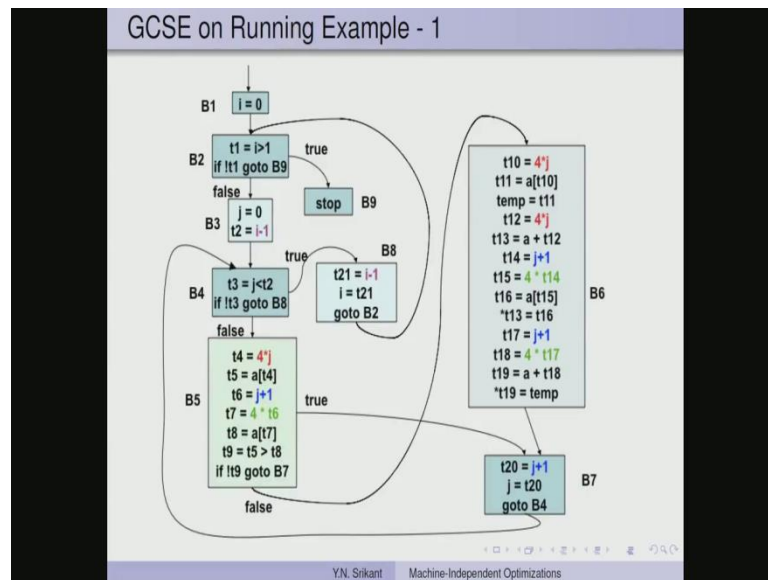 GCSE on Running Example - 1
B1
i = 0
B2
t1 = i>1
if !t1 goto B9
true
false
stop
B9
B3
j = 0
t2 = i-1
true
B8
B4
t3 = j<t2
if !t3 goto B8
t21 = i-1
i = t21
goto B2
false
B5
t4 = 4*j
t5 = a[t4]
t6 = j+1
t7 = 4 * t6
t8 = a[t7]
t9 = t5 > t8
if !t9 goto B7
true
false
t10 = 4*j
t11 = a[t10]
temp = t11
t12 = 4*j
t13 = a + t12
t14 = j+1
t15 = 4 * t14
t16 = a[t15]
*t13 = t16
t17 = j+1
t18 = 4 * t17
t19 = a + t18
*t19 = temp
B6
t20 = j+1
j = t20
goto B4
B7
Y.N. Srikant Machine-Independent Optimizations